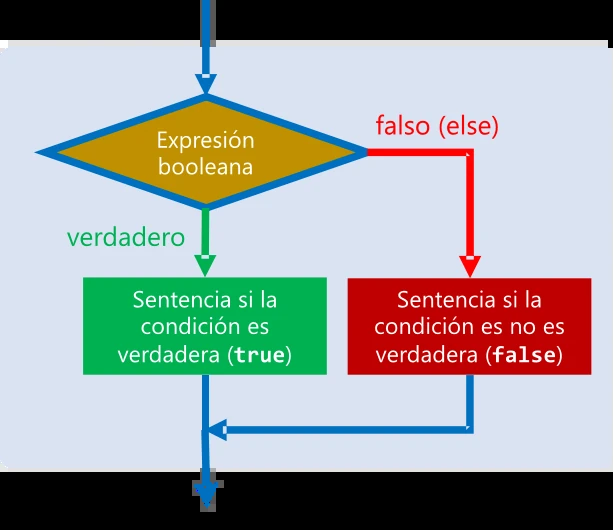 Expresión
booleana
falso (else)
verdadero
Sentencia si la
condición es
verdadera (true)
Sentencia si la
condición es no es
verdadera (false)